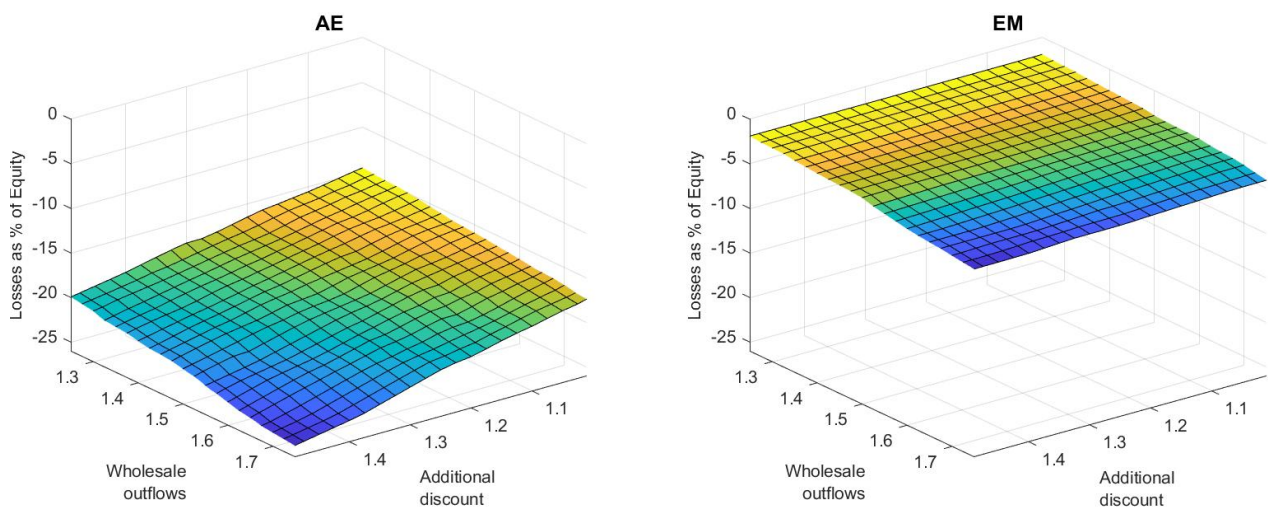 AE
0
-5
-10
-15
-20
-25
Losses as % of Equity
1.3
1.4
1.5
1.6
1.7
Wholesale
outflows
1.4
1.3
1.2
1.1
Additional
discount
EM
0
-5
-10
-15
-20
-25
Losses as % of Equity
1.3
1.4
1.5
1.6
1.7
Wholesale
outflows
1.4
1.3
1.2
1.1
Additional
discount